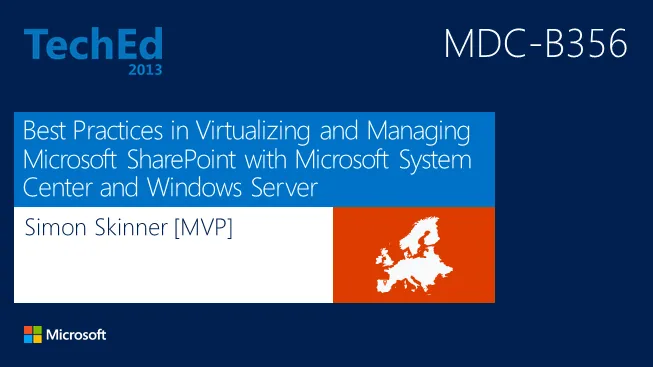 TechEd
2013
MDC-B356
Best Practices in Virtualizing and Managing
Microsoft SharePoint with Microsoft System
Center and Windows Server
Simon Skinner [MVP]
Microsoft